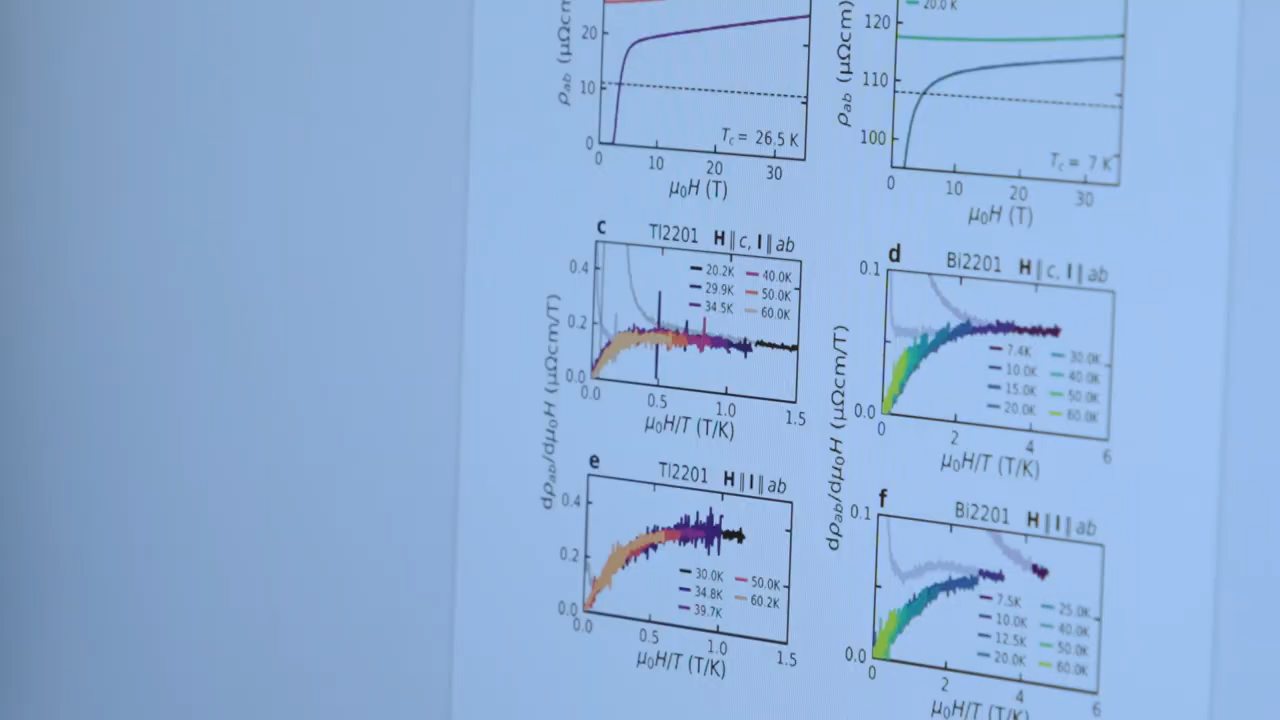 ρab (μΩcm)
20
10
0
Tc = 26.5 K
0 10 20 30
μ₀H (T)
20.0 K
ρab (μΩcm)
120
110
100
Tc = 7 K
0 10 20 30
μ₀H (T)
c Tl2201 H ∥ c, I ∥ ab
0.4
0.2
0.0
20.2K 40.0K
29.9K 50.0K
34.5K 60.0K
0.0 0.5 1.0 1.5
μ₀H/T (T/K)
d Bi2201 H ∥ c, I ∥ ab
0.1
0.0
7.4K 30.0K
10.0K 40.0K
15.0K 50.0K
20.0K 60.0K
0 2 4 6
μ₀H/T (T/K)
dρab/dμ₀H (μΩcm/T)
dρab/dμ₀H (μΩcm/T)
e Tl2201 H ∥ I ∥ ab
0.4
0.2
0.0
30.0K 50.0K
34.8K 60.2K
39.7K
0.0 0.5 1.0 1.5
μ₀H/T (T/K)
f Bi2201 H ∥ I ∥ ab
0.1
0.0
7.5K 25.0K
10.0K 40.0K
12.5K 50.0K
20.0K 60.0K
0 2 4 6
μ₀H/T (T/K)